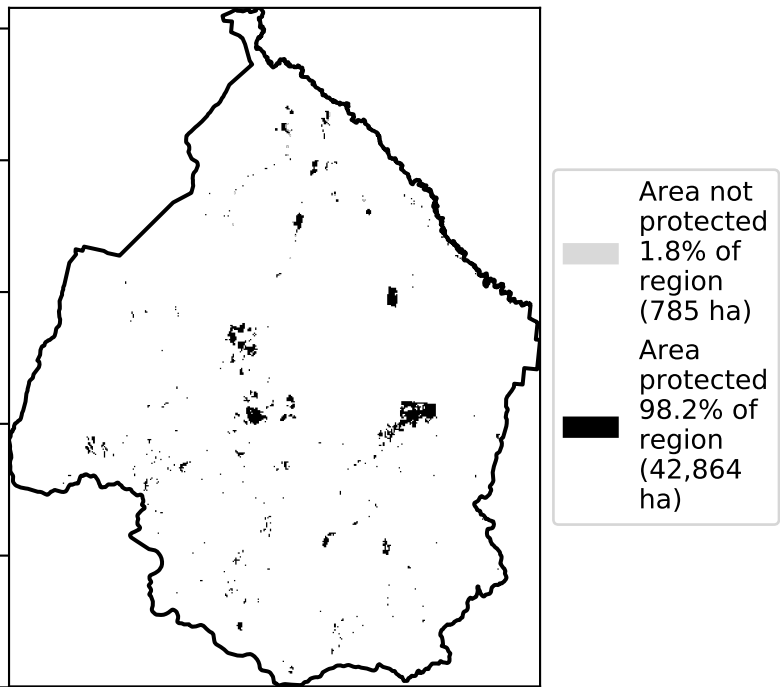 Area not
protected
1.8% of
region
(785 ha)
Area
protected
98.2% of
region
(42,864
ha)